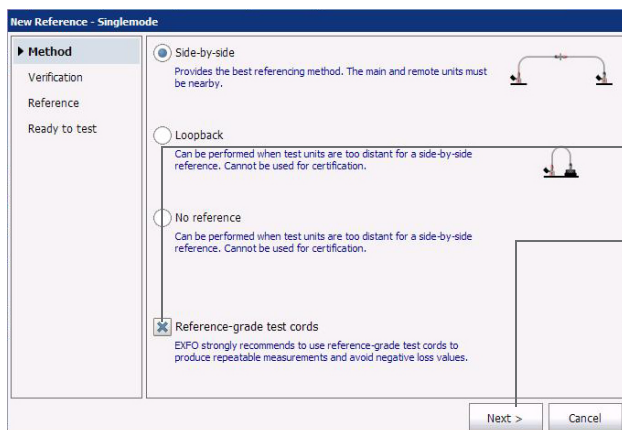 New Reference - Singlemode
Method
Verification
Reference
Ready to test
Side-by-side
Provides the best referencing method. The main and remote units must
be nearby.
Loopback
Can be performed when test units are too distant for a side-by-side
reference. Cannot be used for certification.
No reference
Can be performed when test units are too distant for a side-by-side
reference. Cannot be used for certification.
Reference-grade test cords
EXFO strongly recommends to use reference-grade test cords to
produce repeatable measurements and avoid negative loss values.
Next >
Cancel